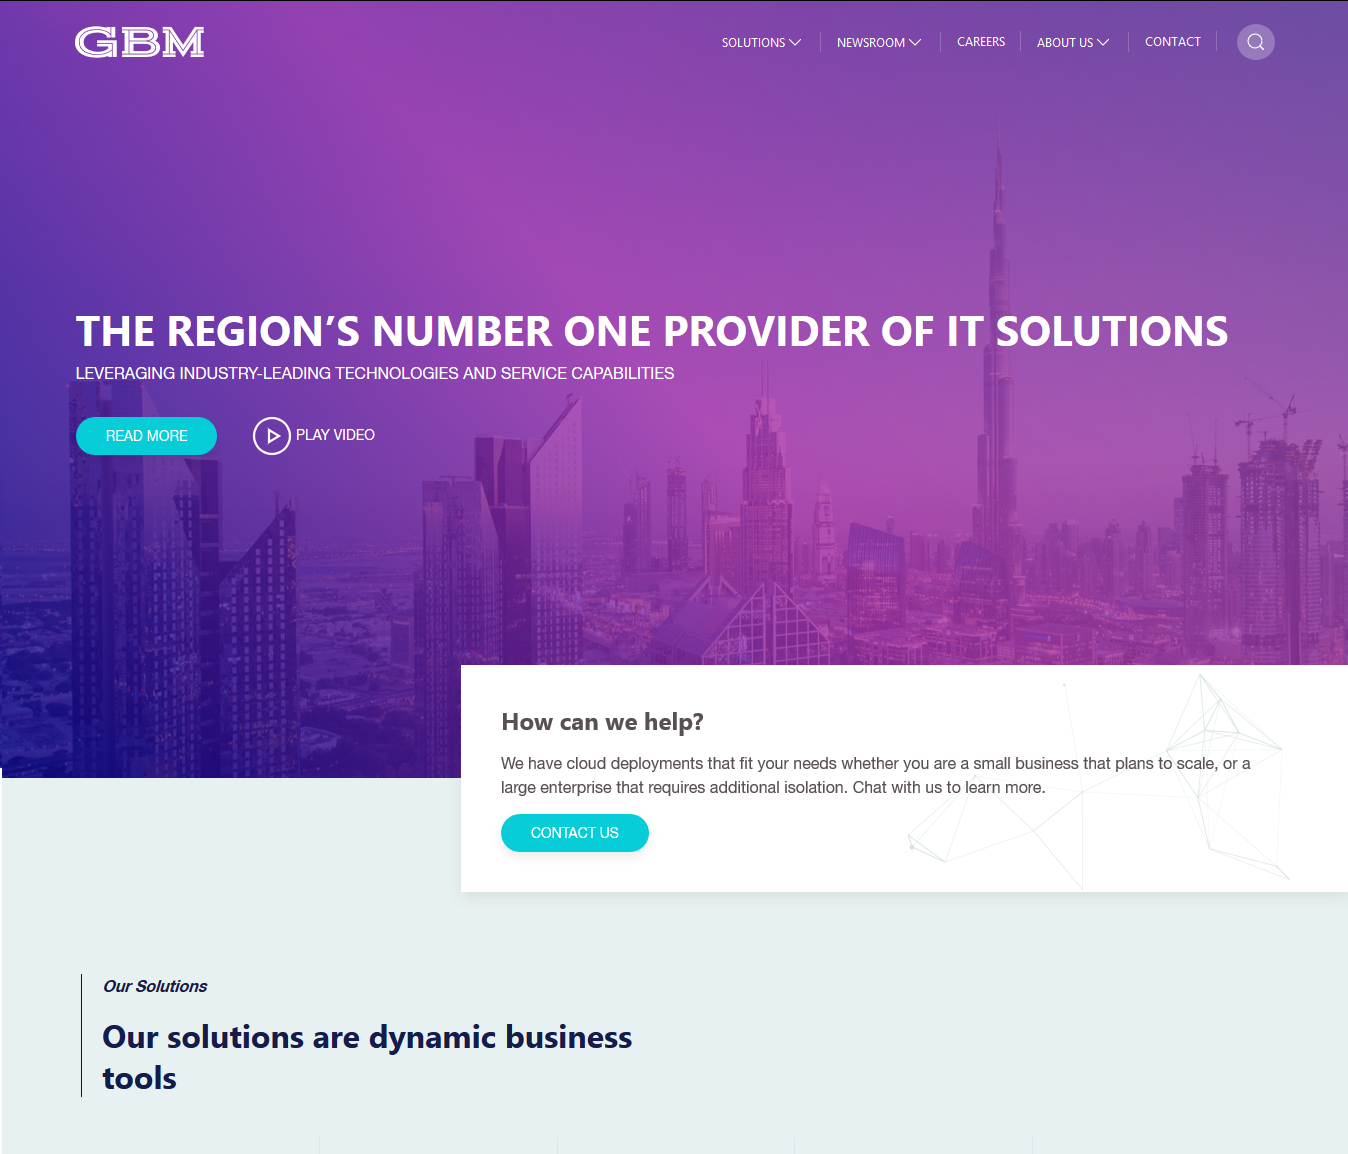 GBM
SOLUTIONS
NEWSROOM
CAREERS
ABOUT US
CONTACT
THE REGION’S NUMBER ONE PROVIDER OF IT SOLUTIONS
LEVERAGING INDUSTRY-LEADING TECHNOLOGIES AND SERVICE CAPABILITIES
READ MORE
PLAY VIDEO
How can we help?
We have cloud deployments that fit your needs whether you are a small business that plans to scale, or a
large enterprise that requires additional isolation. Chat with us to learn more.
CONTACT US
Our Solutions
Our solutions are dynamic business
tools